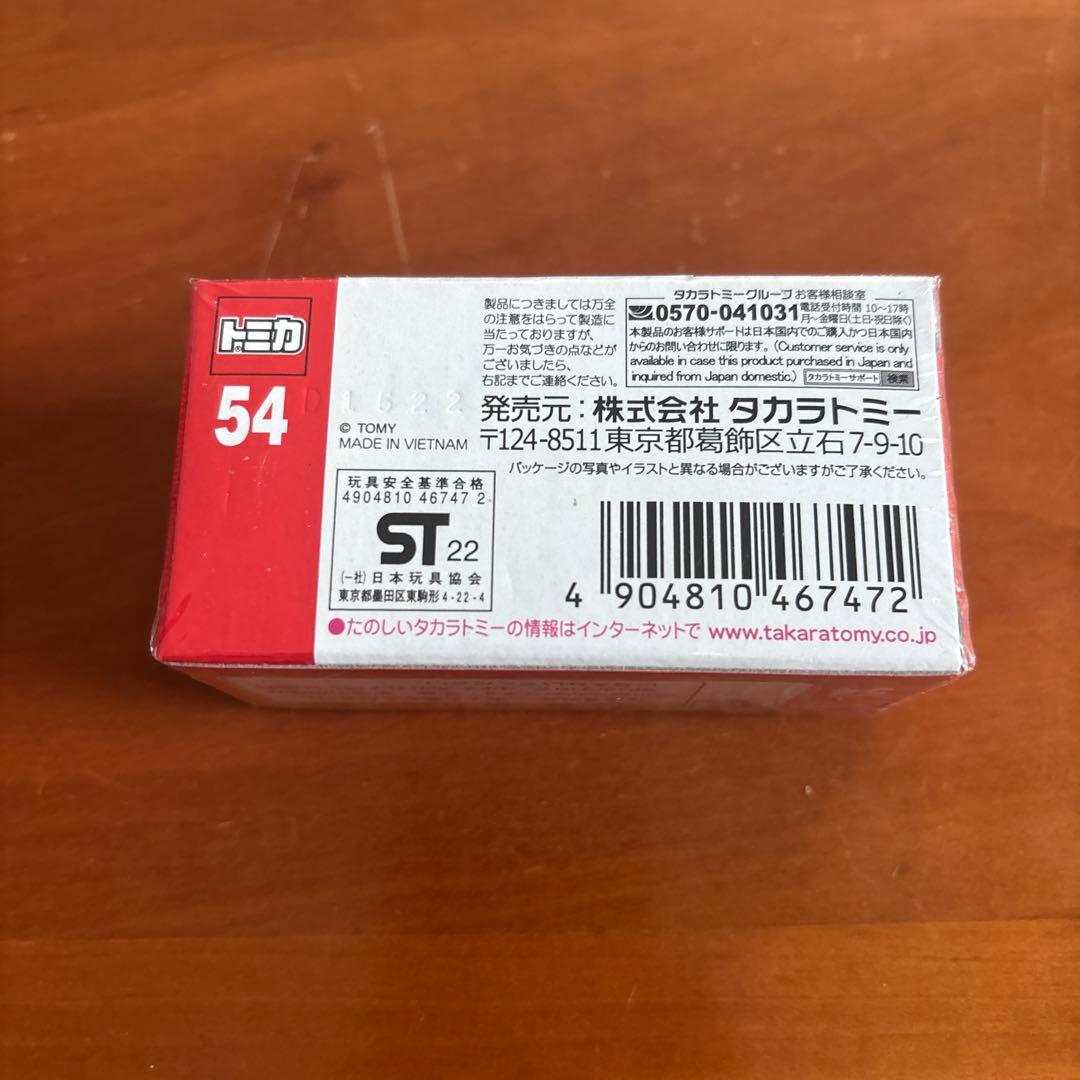 トミカ
54
D1522
© TOMY
MADE IN VIETNAM
製品につきましては万全
の注意をはらって製造に
当たっておりますが、
万一お気づきの点などが
ございましたら、
右記までご連絡ください。
タカラトミーグループ お客様相談室
0570-041031 電話受付時間 10〜17時
月〜金曜日(土日・祝日除く)
本製品のお客様サポートは日本国内でのご購入かつ日本国内
からのお問い合わせに限ります。(Customer service is only
available in case this product purchased in Japan and
inquired from Japan domestic.) タカラトミーサポート 検索
発売元:株式会社 タカラトミー
〒124-8511東京都葛飾区立石7-9-10
パッケージの写真やイラストと異なる場合がございますがご了承ください。
玩具安全基準合格
4904810 46747 2
ST 22
(一社)日本玩具協会
東京都墨田区東駒形4-22-4
4 904810 467472
●たのしいタカラトミーの情報はインターネットで www.takaratomy.co.jp